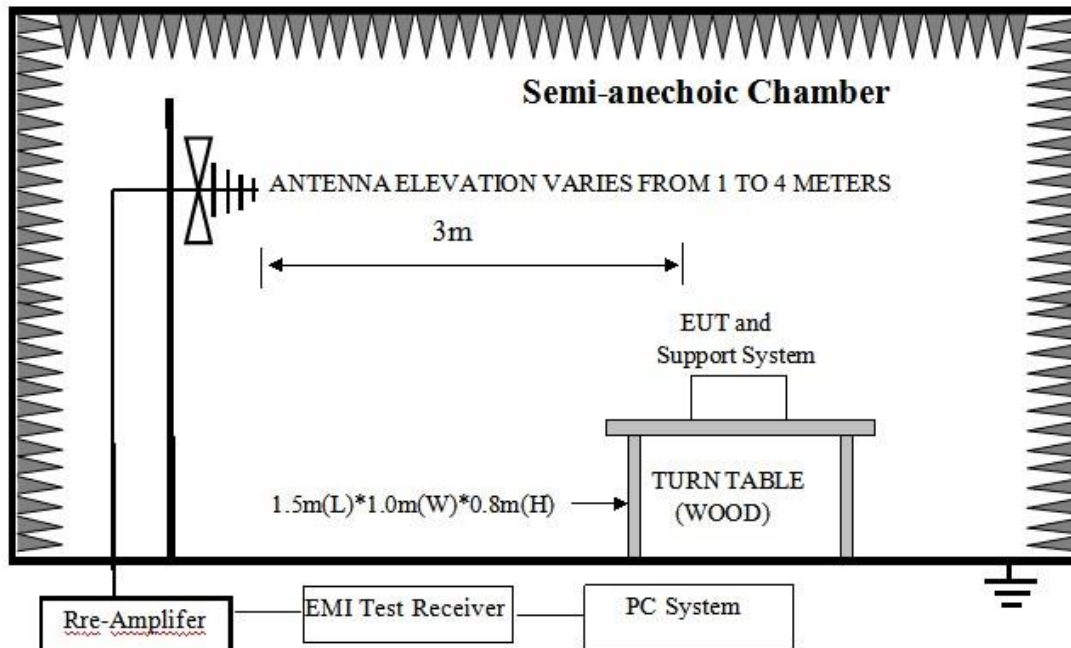 Semi-anechoic Chamber
ANTENNA ELEVATION VARIES FROM 1 TO 4 METERS
3m
EUT and
Support System
1.5m(L)*1.0m(W)*0.8m(H)
TURN TABLE
(WOOD)
Rre-Amplifer
EMI Test Receiver
PC System